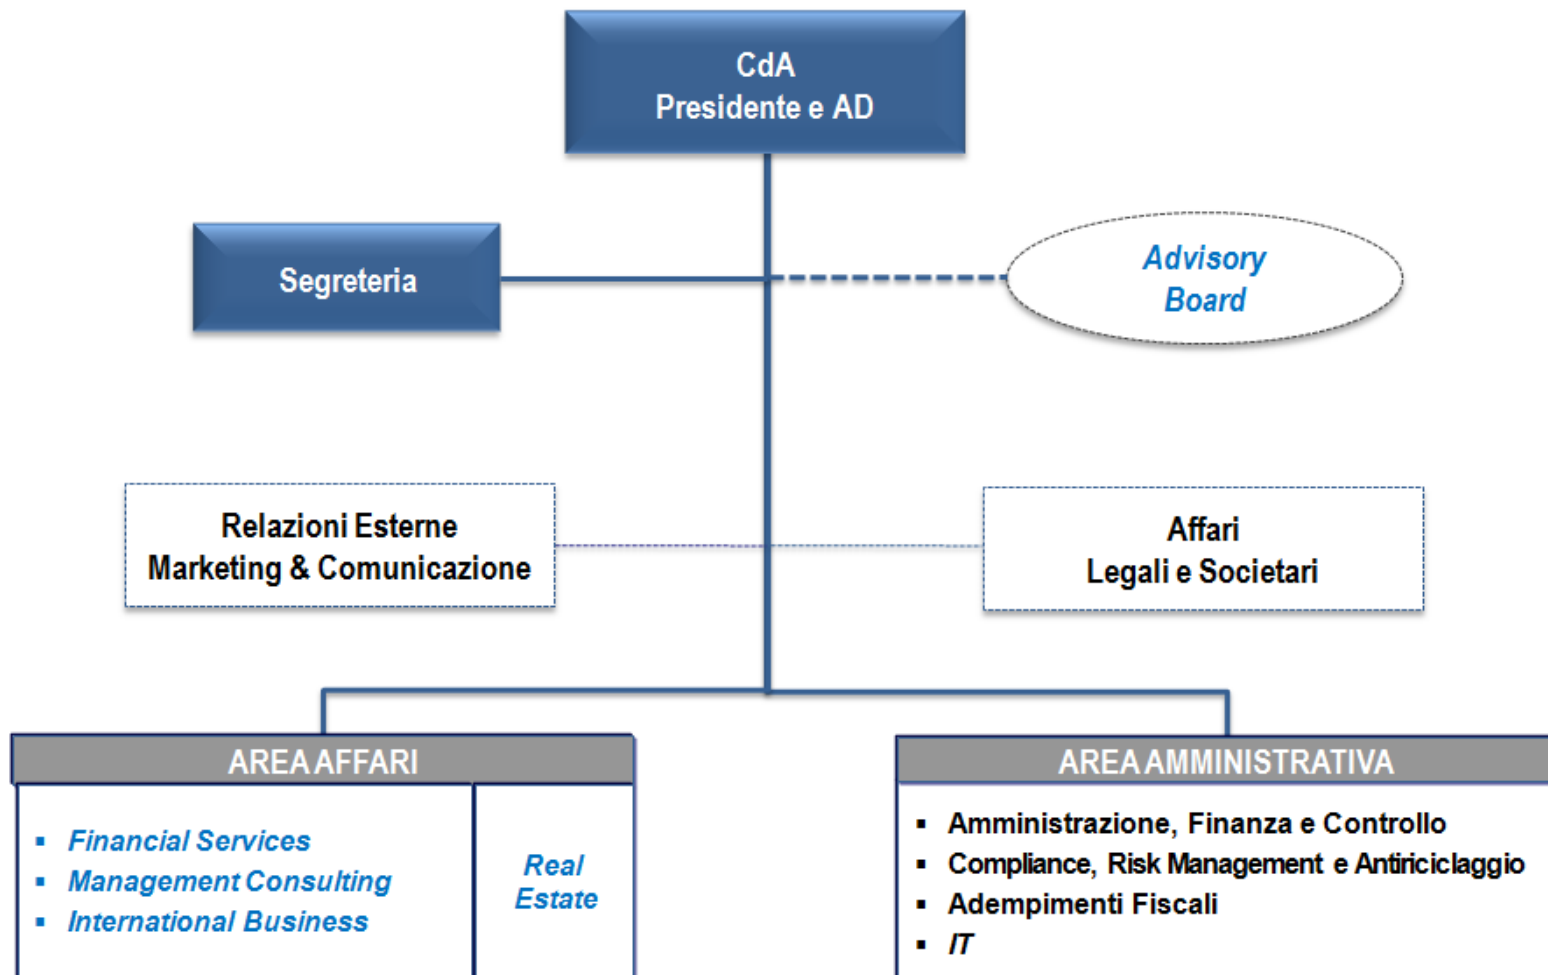 CdA
Presidente e AD
Segreteria
Advisory
Board
Relazioni Esterne
Marketing & Comunicazione
Affari
Legali e Societari
AREA AFFARI
▪ Financial Services
▪ Management Consulting
▪ International Business
Real
Estate
AREA AMMINISTRATIVA
▪ Amministrazione, Finanza e Controllo
▪ Compliance, Risk Management e Antiriciclaggio
▪ Adempimenti Fiscali
▪ IT